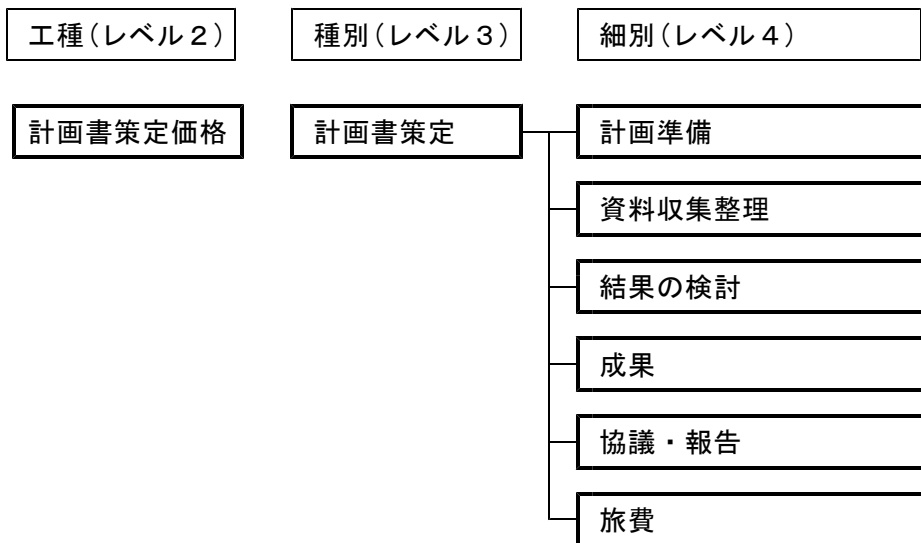 工種(レベル２) 種別(レベル３) 細別(レベル４)
計画書策定価格 計画書策定 計画準備
資料収集整理
結果の検討
成果
協議・報告
旅費